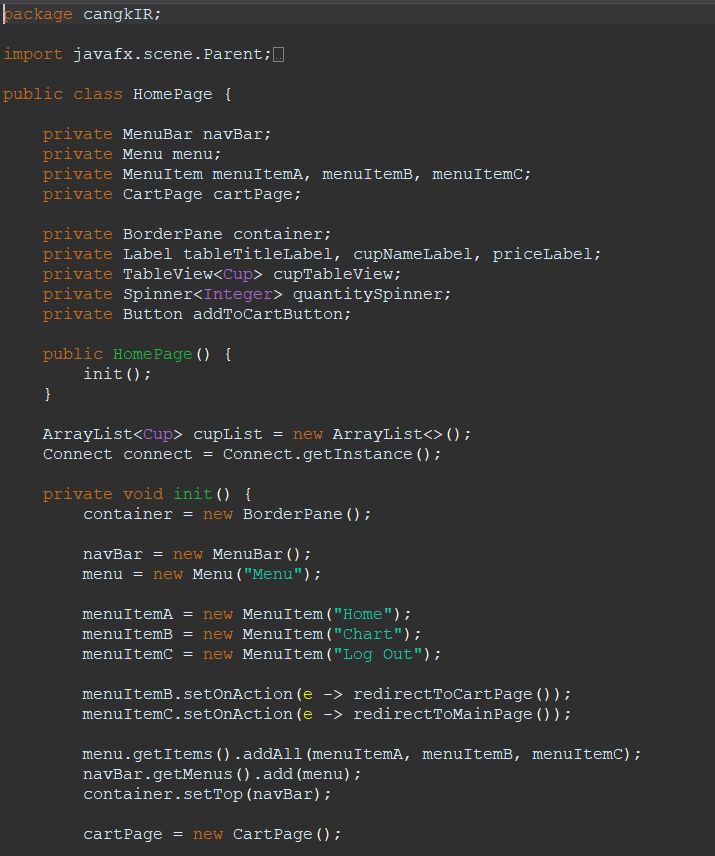 package cangkIR;
import javafx.scene.Parent;
public class HomePage {
private MenuBar navBar;
private Menu menu;
private MenuItem menuItemA, menuItemB, menuItemC;
private CartPage cartPage;
private BorderPane container;
private Label tableTitleLabel, cupNameLabel, priceLabel;
private TableView<Cup> cupTableView;
private Spinner<Integer> quantitySpinner;
private Button addToCartButton;
public HomePage() {
init();
}
ArrayList<Cup> cupList = new ArrayList<>();
Connect connect = Connect.getInstance();
private void init() {
container = new BorderPane();
navBar = new MenuBar();
menu = new Menu("Menu");
menuItemA = new MenuItem("Home");
menuItemB = new MenuItem("Chart");
menuItemC = new MenuItem("Log Out");
menuItemB.setOnAction(e -> redirectToCartPage());
menuItemC.setOnAction(e -> redirectToMainPage());
menu.getItems().addAll(menuItemA, menuItemB, menuItemC);
navBar.getMenus().add(menu);
container.setTop(navBar);
cartPage = new CartPage();